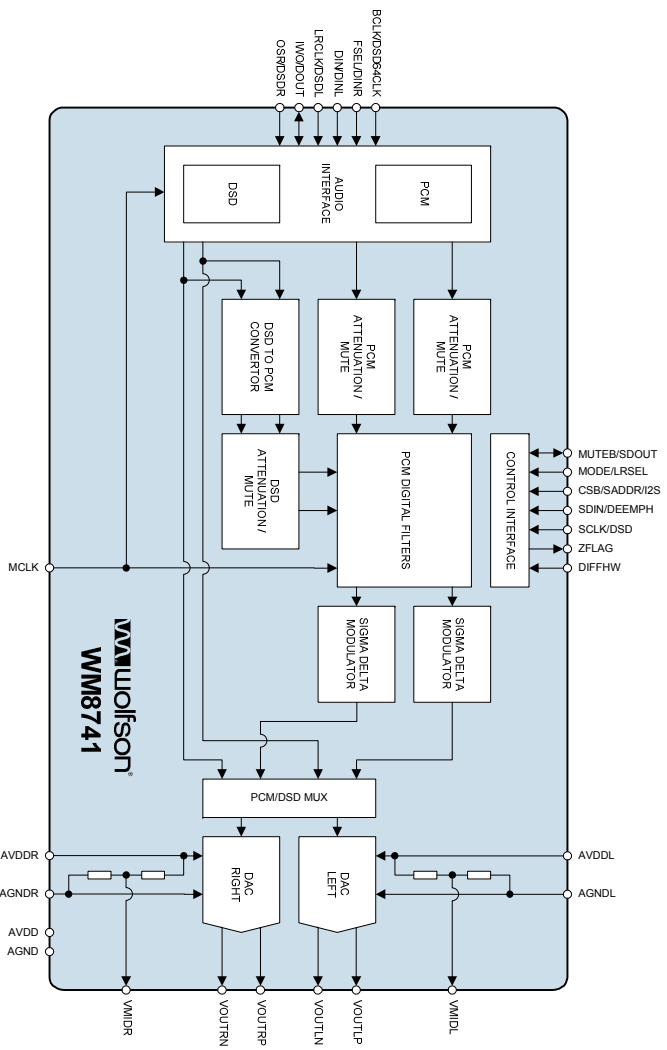 OSR/DSDR
IWO/DOUT
LRCLK/DSDL
DIN/DINL
FSEL/DINR
BCLK/DSD64CLK
DSD
AUDIO
INTERFACE
PCM
DSD TO PCM
CONVERTOR
PCM
ATTENUATION /
MUTE
PCM
ATTENUATION /
MUTE
DSD
ATTENUATION /
MUTE
PCM DIGITAL FILTERS
CONTROL INTERFACE
MUTEB/SDOUT
MODE/LRSEL
CSB/SADDR/I2S
SDIN/DEEMPH
SCLK/DSD
ZFLAG
DIFFHW
MCLK
SIGMA DELTA
MODULATOR
SIGMA DELTA
MODULATOR
wolfson®
WM8741
PCM/DSD MUX
DAC
RIGHT
DAC
LEFT
AVDDR
AGNDR
AVDD
AGND
AVDDL
AGNDL
VMIDR
VOUTRN
VOUTRP
VOUTLN
VOUTLP
VMIDL